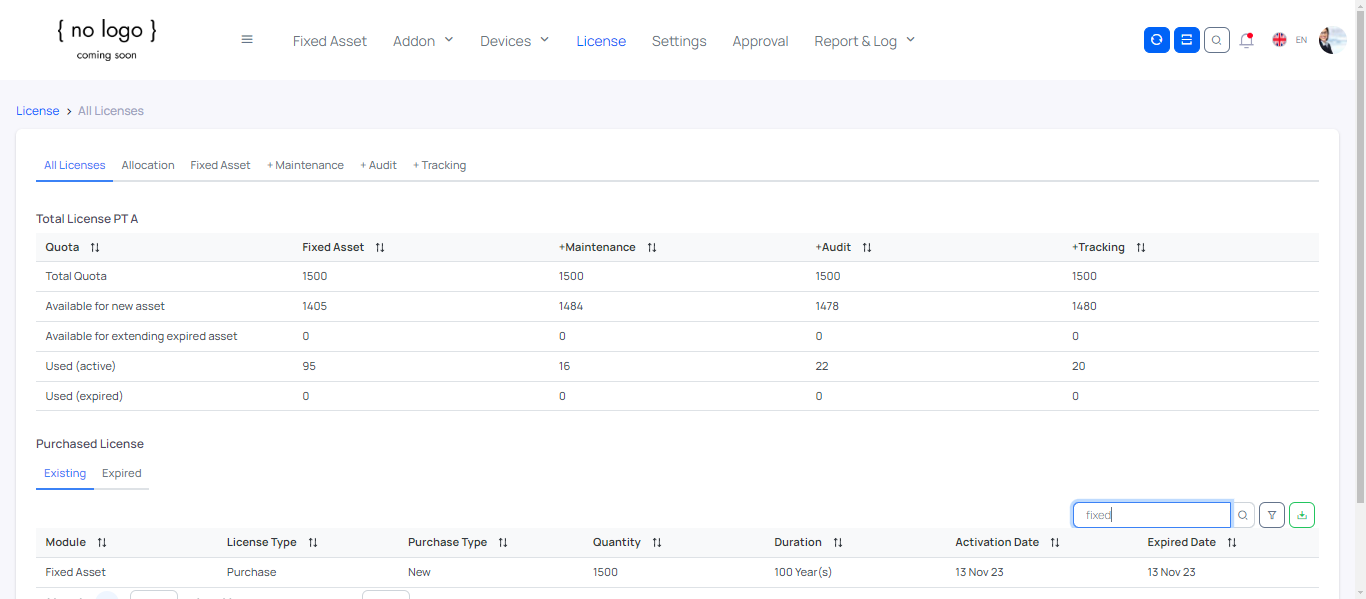 { no logo }
coming soon
Fixed Asset Addon Devices License Settings Approval Report & Log EN
License > All Licenses
All Licenses Allocation Fixed Asset + Maintenance + Audit + Tracking
Total License PT A
Quota Fixed Asset +Maintenance +Audit +Tracking
Total Quota 1500 1500 1500 1500
Available for new asset 1405 1484 1478 1480
Available for extending expired asset 0 0 0 0
Used (active) 95 16 22 20
Used (expired) 0 0 0 0
Purchased License
Existing Expired
fixed
Module License Type Purchase Type Quantity Duration Activation Date Expired Date
Fixed Asset Purchase New 1500 100 Year(s) 13 Nov 23 13 Nov 23